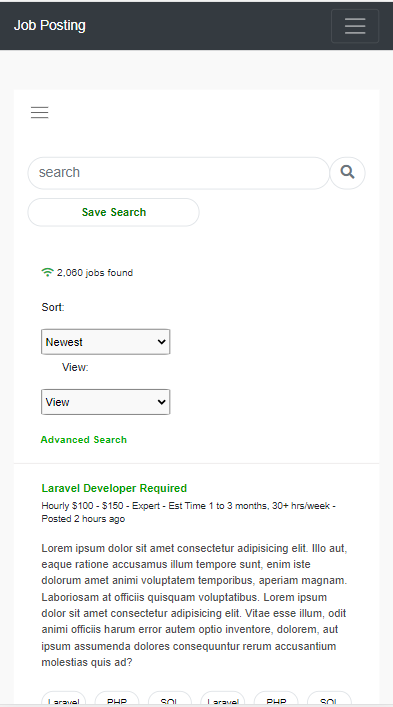 Job Posting
search
Save Search
2,060 jobs found
Sort:
Newest
View:
View
Advanced Search
Laravel Developer Required
Hourly $100 - $150 - Expert - Est Time 1 to 3 months, 30+ hrs/week -
Posted 2 hours ago
Lorem ipsum dolor sit amet consectetur adipisicing elit. Illo aut,
eaque ratione accusamus illum tempore sunt, enim iste
dolorum amet animi voluptatem temporibus, aperiam magnam.
Laboriosam at officiis quisquam voluptatibus. Lorem ipsum
dolor sit amet consectetur adipisicing elit. Vitae esse illum, odit
animi officiis harum error autem optio inventore, dolorem, aut
ipsum assumenda dolores consequuntur rerum accusantium
molestias quis ad?
Laravel PHP SQL Laravel PHP SQL